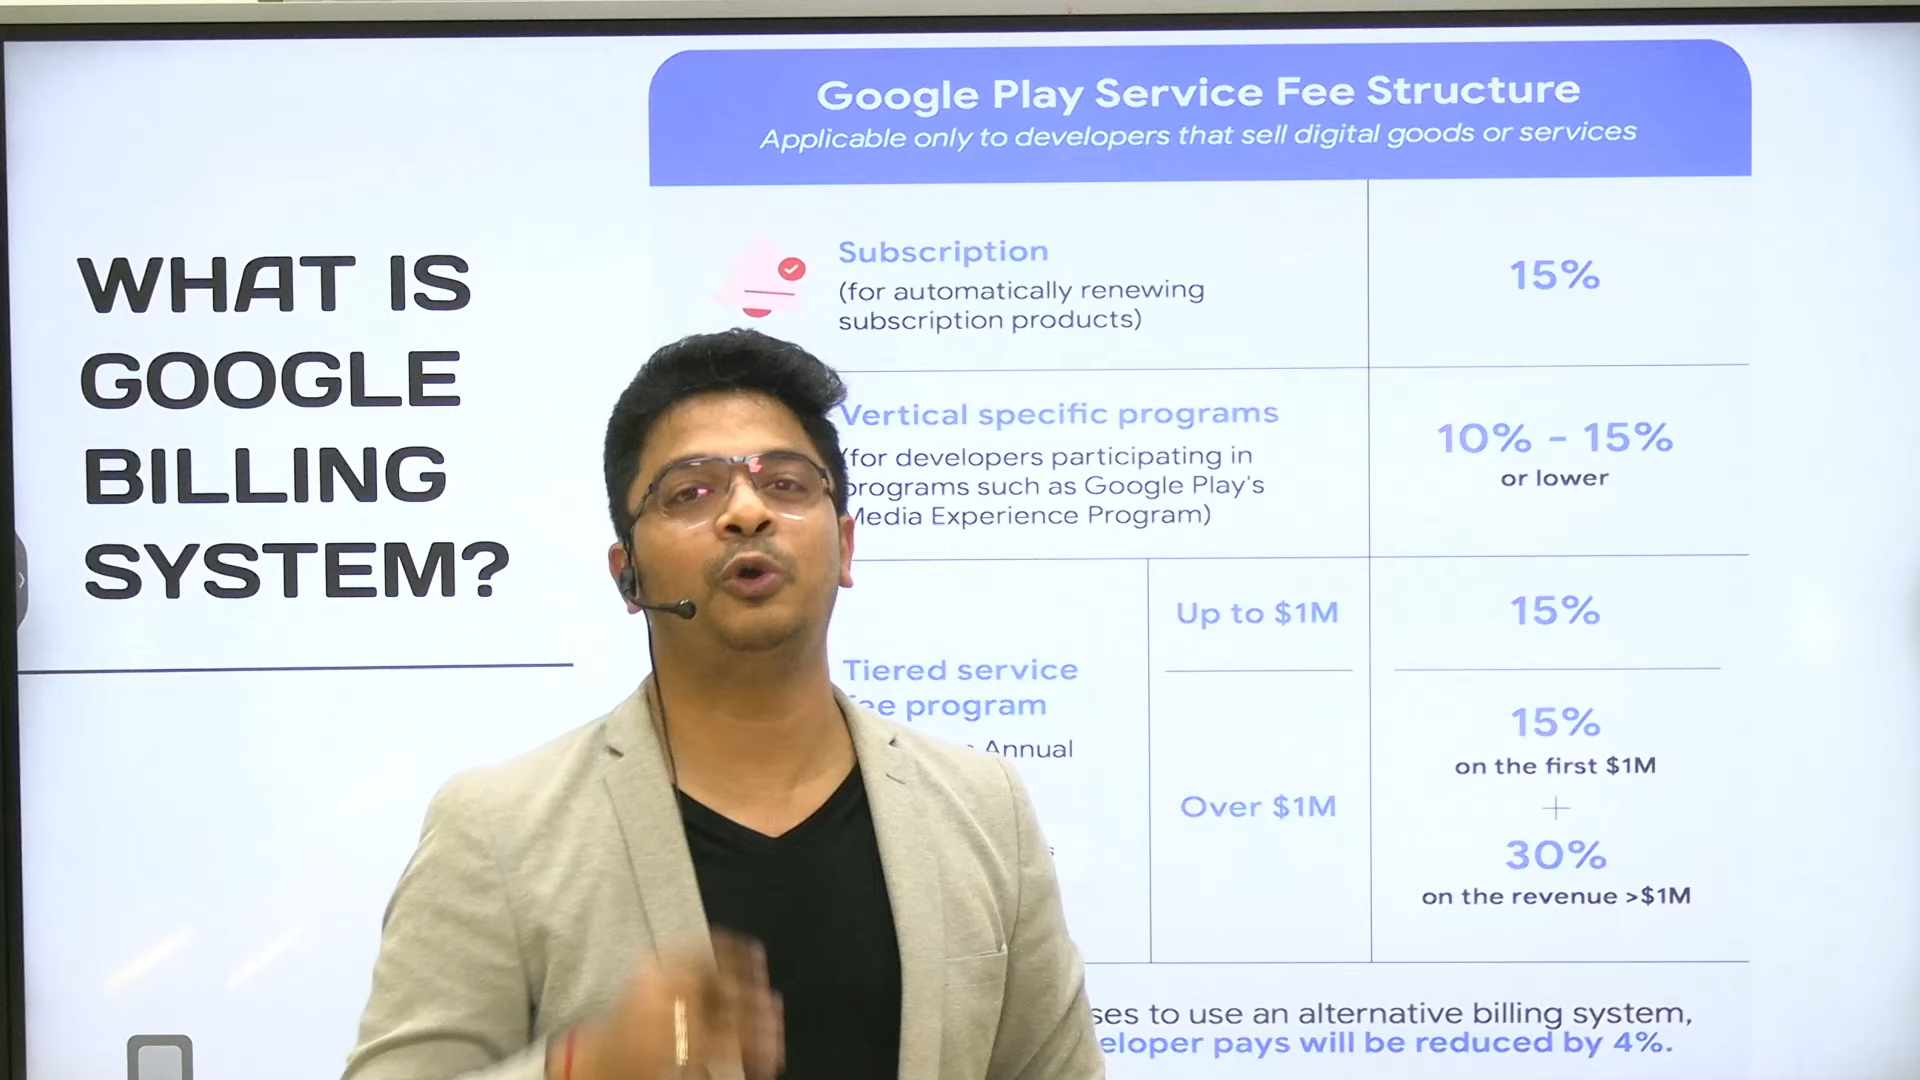 WHAT IS
GOOGLE
BILLING
SYSTEM?
Google Play Service Fee Structure
Applicable only to developers that sell digital goods or services
Subscription
(for automatically renewing
subscription products)
15%
Vertical specific programs
(for developers participating in
programs such as Google Play's
Media Experience Program)
10% - 15%
or lower
Tiered service
program
Annual
Up to $1M
15%
Over $1M
15%
on the first $1M
+
30%
on the revenue >$1M
to use an alternative billing system,
pays will be reduced by 4%.